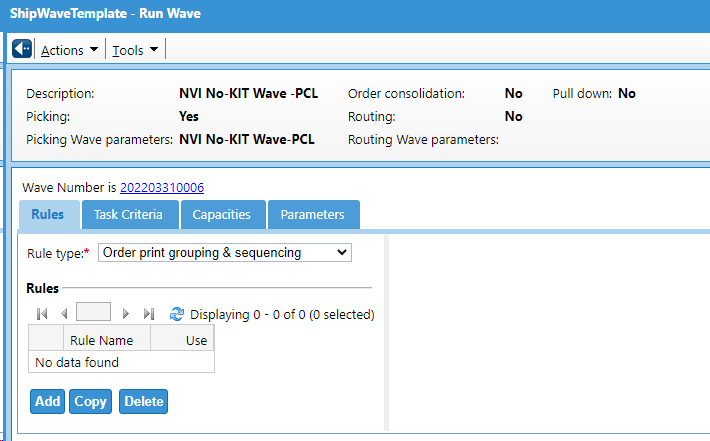 ShipWaveTemplate - Run Wave
Actions Tools
Description: NVI No-KIT Wave -PCL Order consolidation: No Pull down: No
Picking: Yes Routing: No
Picking Wave parameters: NVI No-KIT Wave-PCL Routing Wave parameters:
Wave Number is 202203310006
Rules Task Criteria Capacities Parameters
Rule type:* Order print grouping & sequencing
Rules
Displaying 0 - 0 of 0 (0 selected)
Rule Name Use
No data found
Add Copy Delete